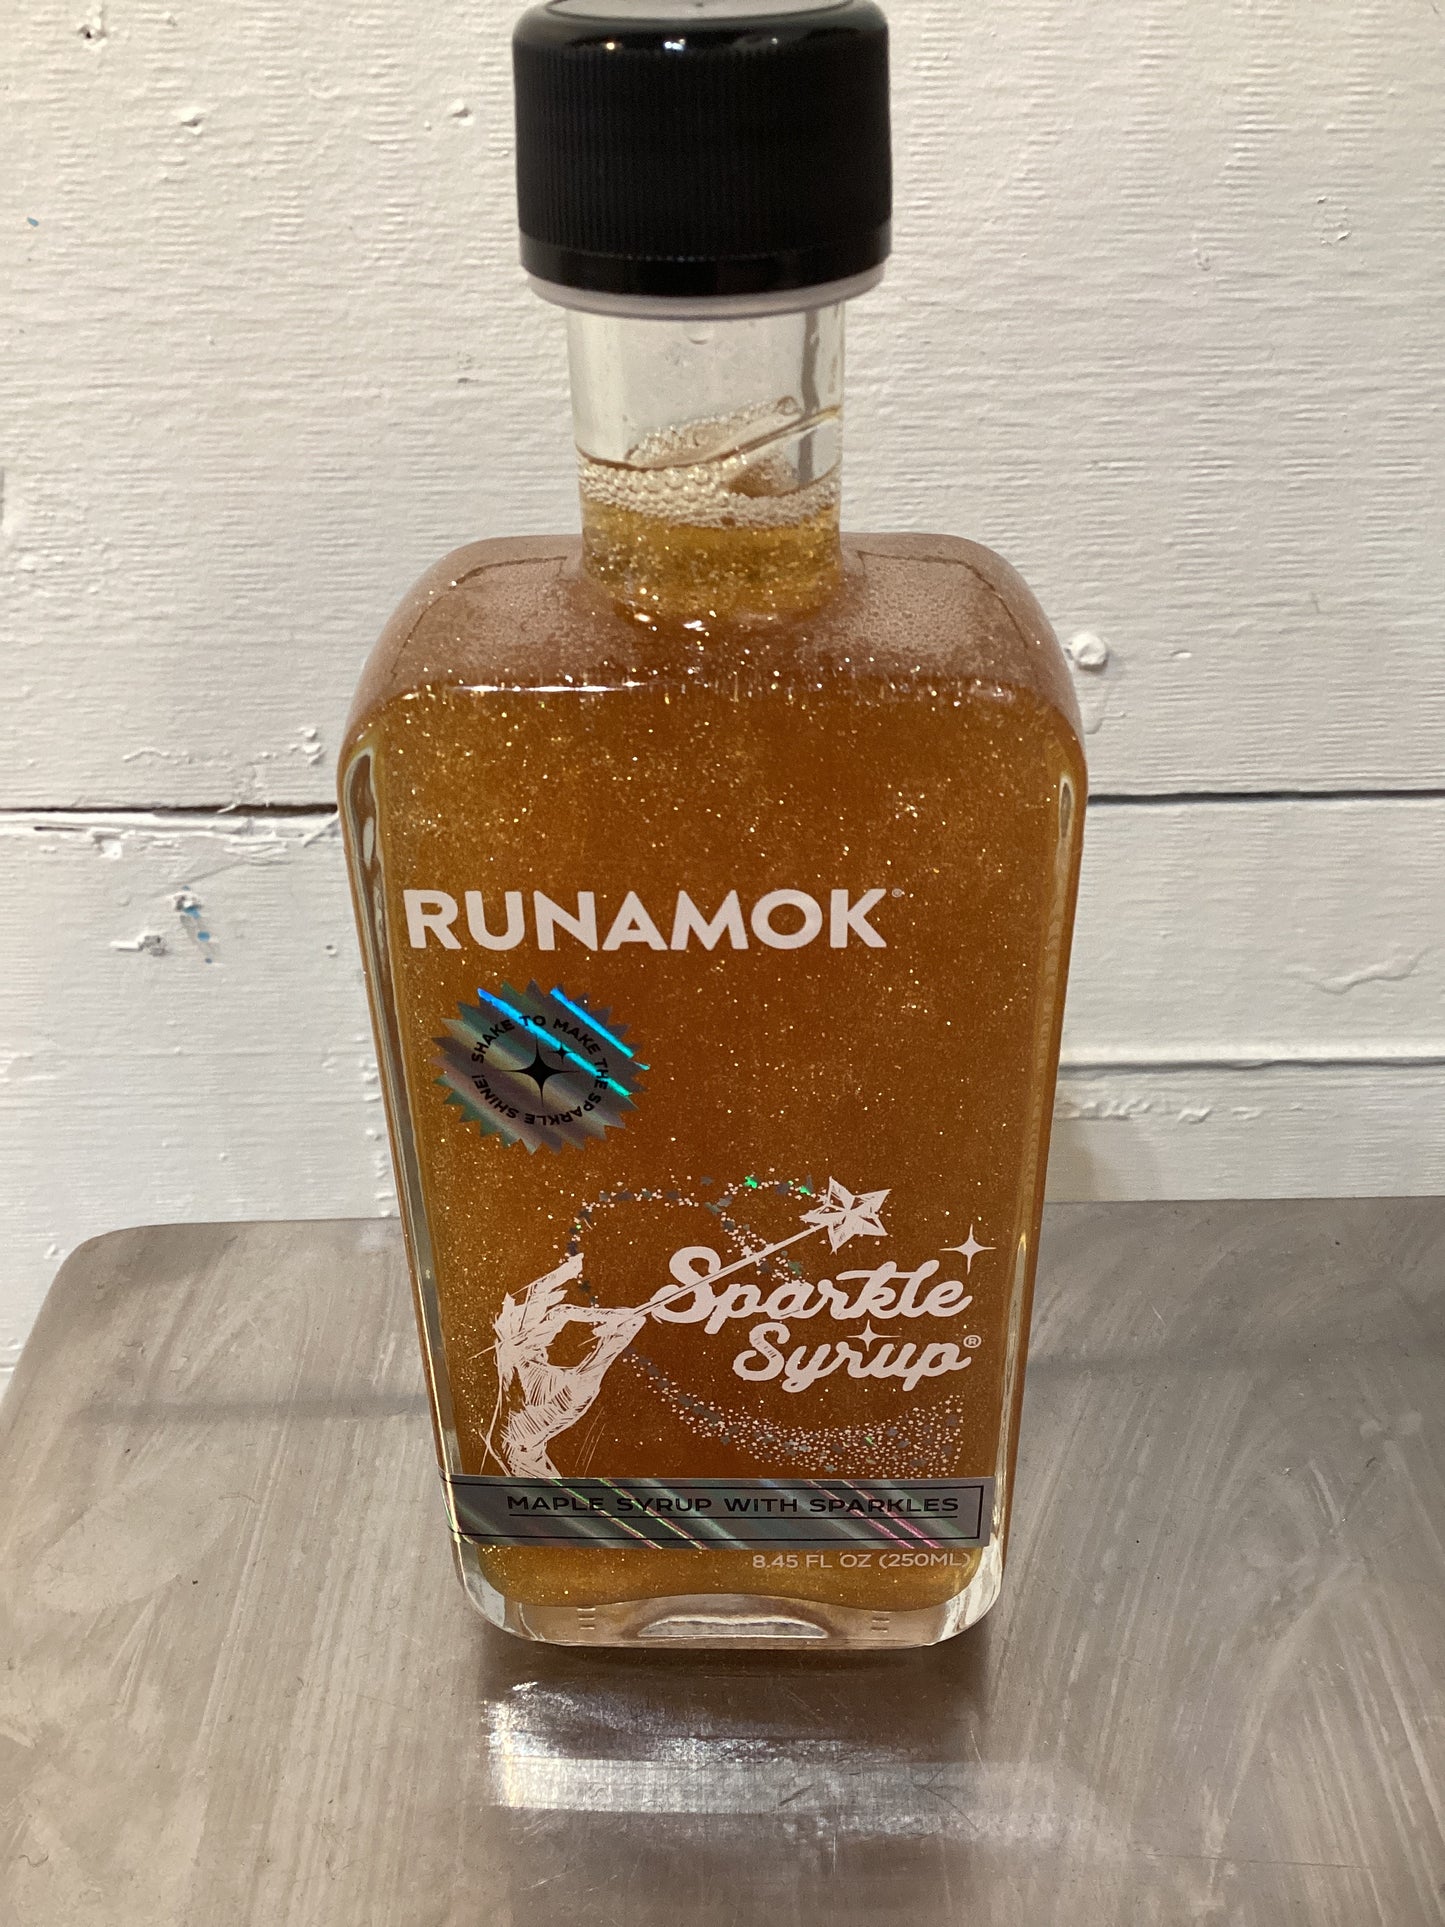 RUNAMOK®
SHAKE TO MAKE THE SPARKLE SHINE!
Sparkle
Syrup®
MAPLE SYRUP WITH SPARKLES
8.45 FL OZ (250ML)